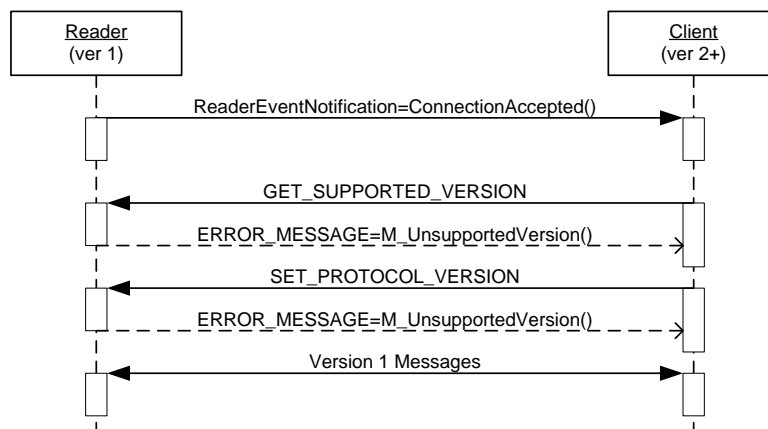 Reader
(ver 1)
Client
(ver 2+)
ReaderEventNotification=ConnectionAccepted()
GET_SUPPORTED_VERSION
ERROR_MESSAGE=M_UnsupportedVersion()
SET_PROTOCOL_VERSION
ERROR_MESSAGE=M_UnsupportedVersion()
Version 1 Messages